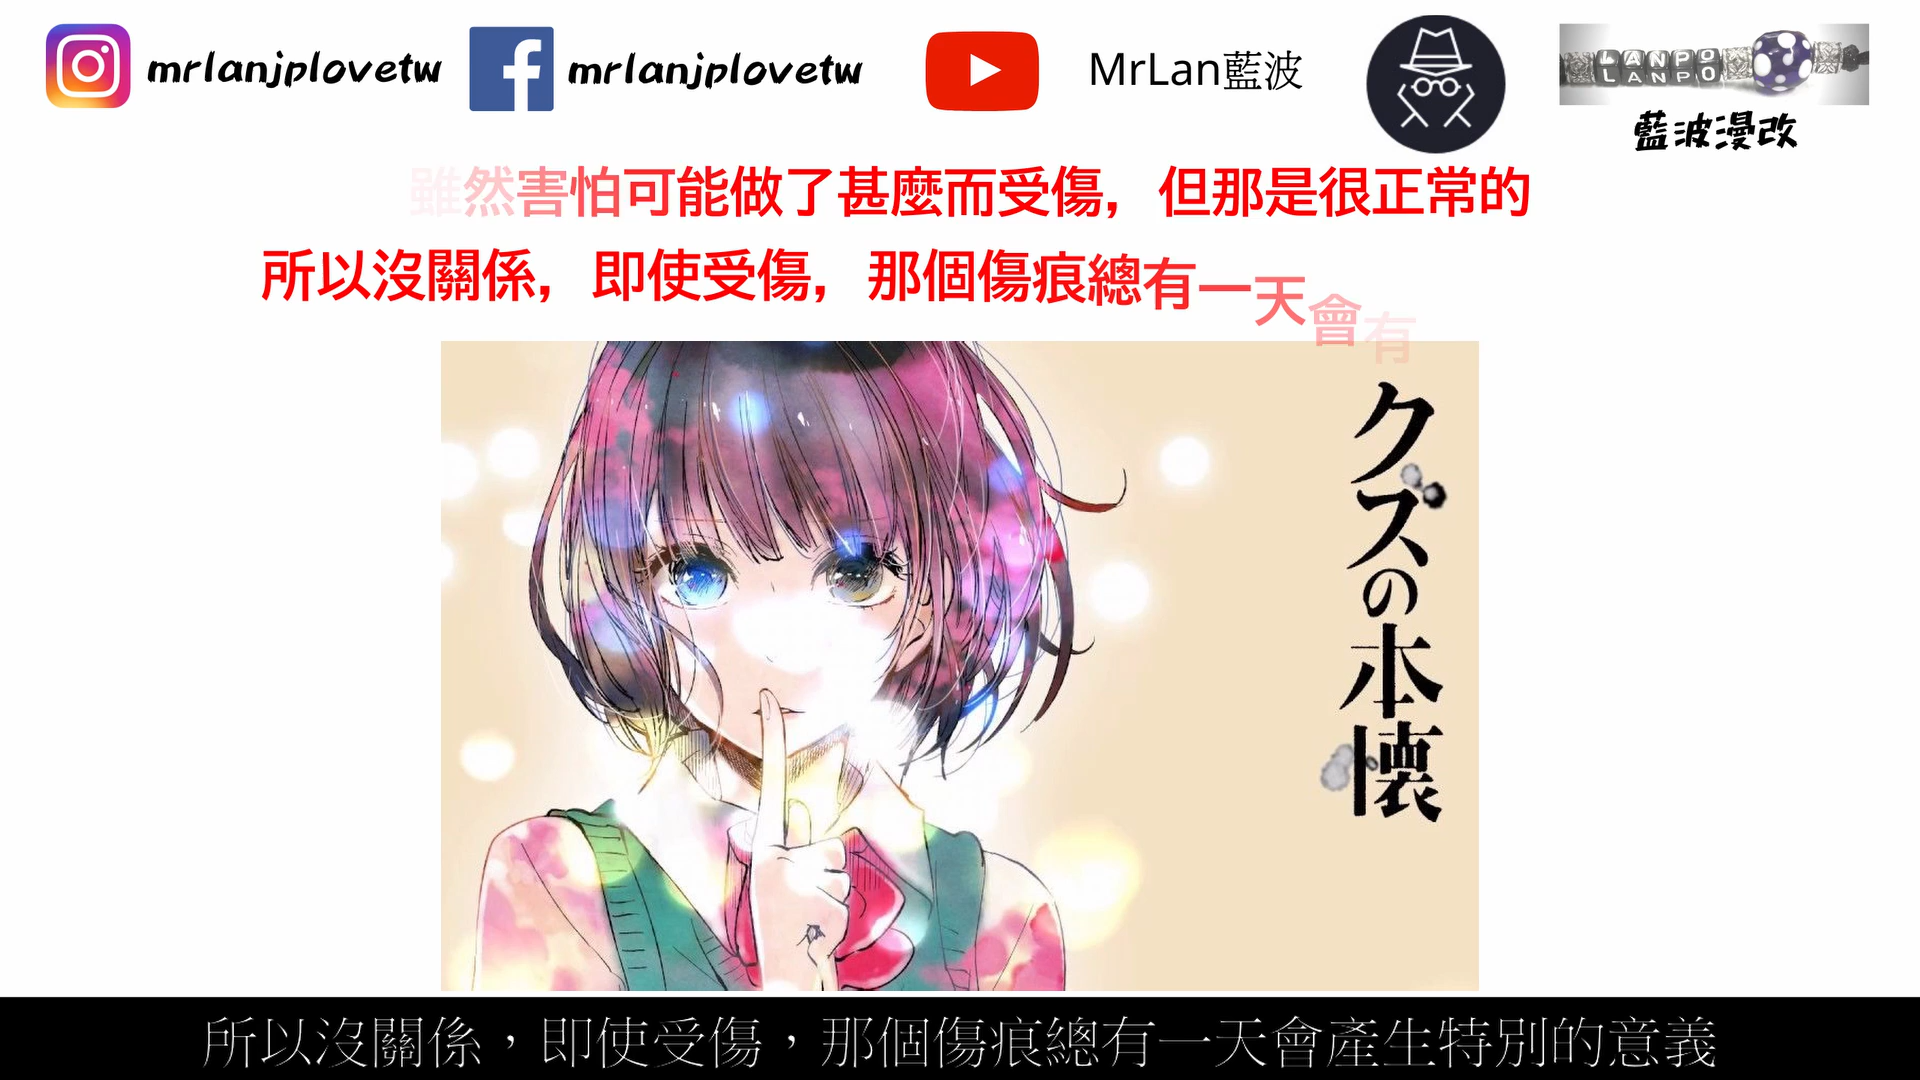 mrlanjplovetw
mrlanjplovetw
MrLan藍波
LANPO
LANPO
藍波漫改
雖然害怕可能做了甚麼而受傷，但那是很正常的
所以沒關係，即使受傷，那個傷痕總有一天會有
クズの本懐
所以沒關係，即使受傷，那個傷痕總有一天會產生特別的意義